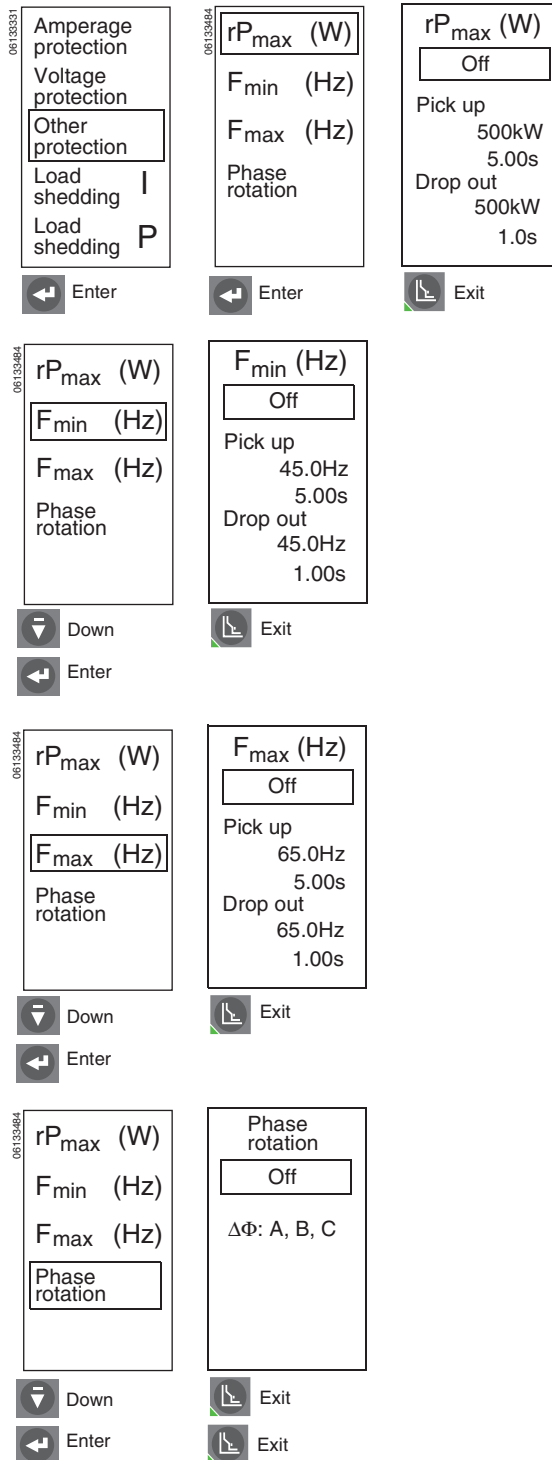 06133331
Amperage
protection
Voltage
protection
Other
protection
Load
shedding I
Load
shedding P
Enter
06133484
rPmax (W)
Fmin (Hz)
Fmax (Hz)
Phase
rotation
Enter
rPmax (W)
Off
Pick up
500kW
5.00s
Drop out
500kW
1.0s
Exit
06133484
rPmax (W)
Fmin (Hz)
Fmax (Hz)
Phase
rotation
Down
Enter
Fmin (Hz)
Off
Pick up
45.0Hz
5.00s
Drop out
45.0Hz
1.00s
Exit
06133484
rPmax (W)
Fmin (Hz)
Fmax (Hz)
Phase
rotation
Down
Enter
Fmax (Hz)
Off
Pick up
65.0Hz
5.00s
Drop out
65.0Hz
1.00s
Exit
06133484
rPmax (W)
Fmin (Hz)
Fmax (Hz)
Phase
rotation
Down
Enter
Phase
rotation
Off
ΔΦ: A, B, C
Exit
Exit